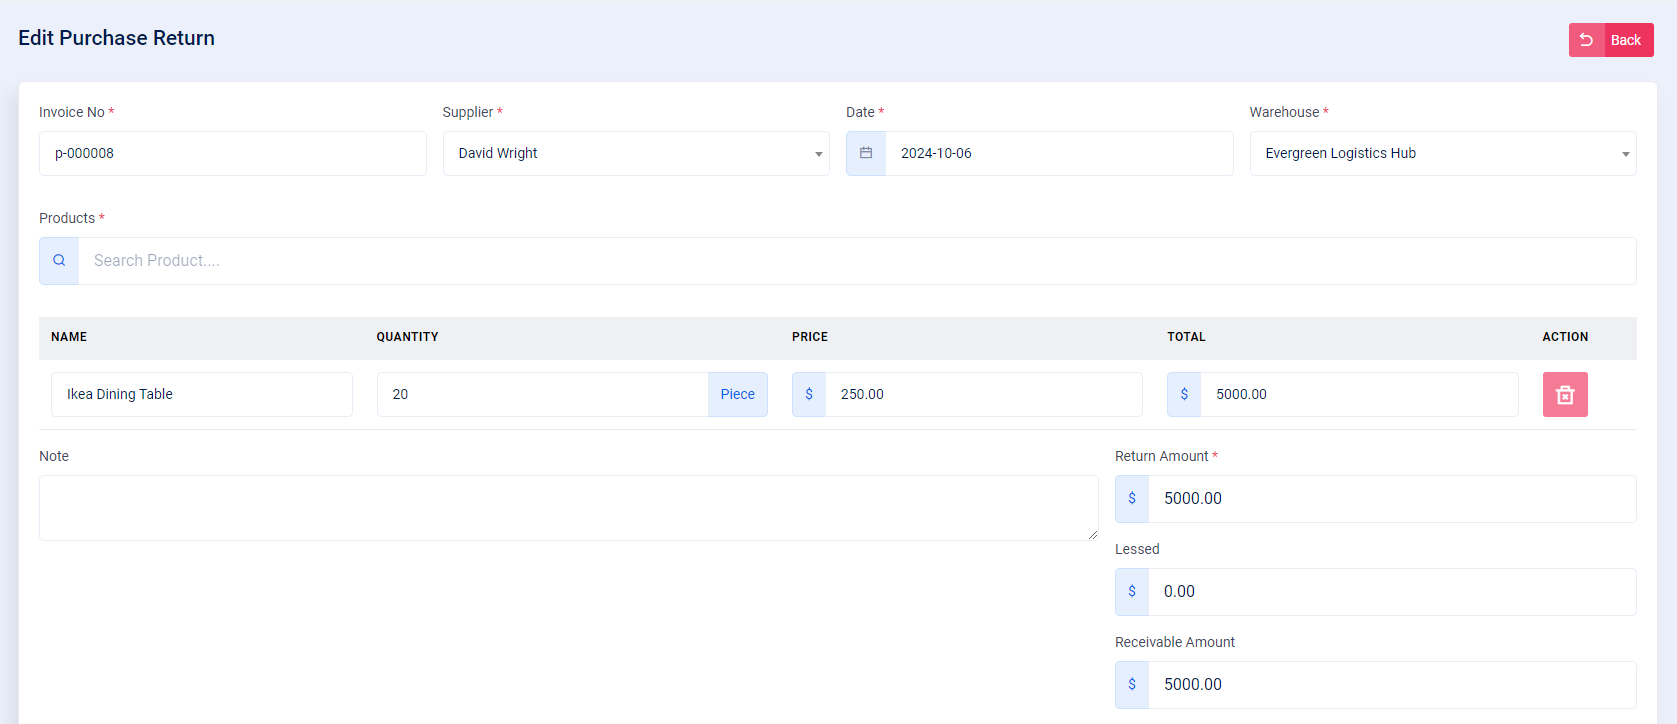 Edit Purchase Return
Back
Invoice No *
Supplier *
Date *
Warehouse *
p-000008
David Wright
2024-10-06
Evergreen Logistics Hub
Products *
Search Product....
NAME
QUANTITY
PRICE
TOTAL
ACTION
Ikea Dining Table
20
Piece
$
250.00
$
5000.00
Note
Return Amount *
$
5000.00
Lessed
$
0.00
Receivable Amount
$
5000.00